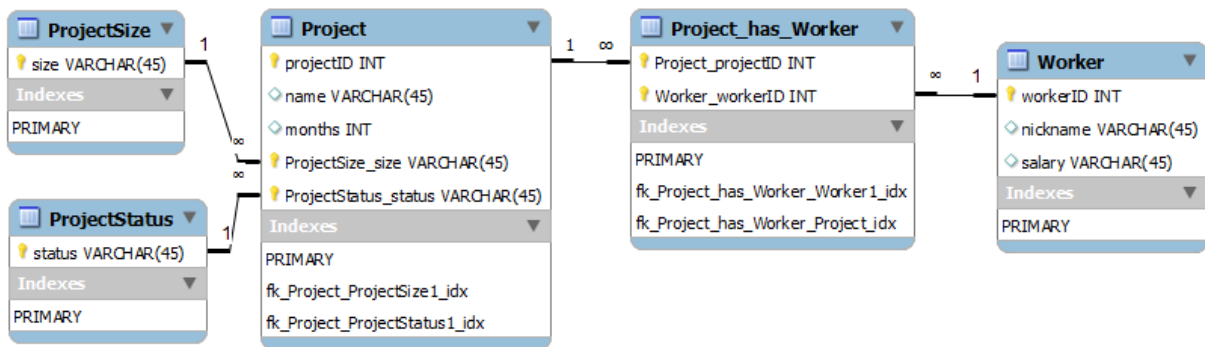 ProjectSize
size VARCHAR(45)
Indexes
PRIMARY
1
∞
ProjectStatus
status VARCHAR(45)
Indexes
PRIMARY
1
∞
Project
projectID INT
name VARCHAR(45)
months INT
ProjectSize_size VARCHAR(45)
ProjectStatus_status VARCHAR(45)
Indexes
PRIMARY
fk_Project_ProjectSize1_idx
fk_Project_ProjectStatus1_idx
1 ∞
Project_has_Worker
Project_projectID INT
Worker_workerID INT
Indexes
PRIMARY
fk_Project_has_Worker_Worker1_idx
fk_Project_has_Worker_Project_idx
∞ 1
Worker
workerID INT
nickname VARCHAR(45)
salary VARCHAR(45)
Indexes
PRIMARY